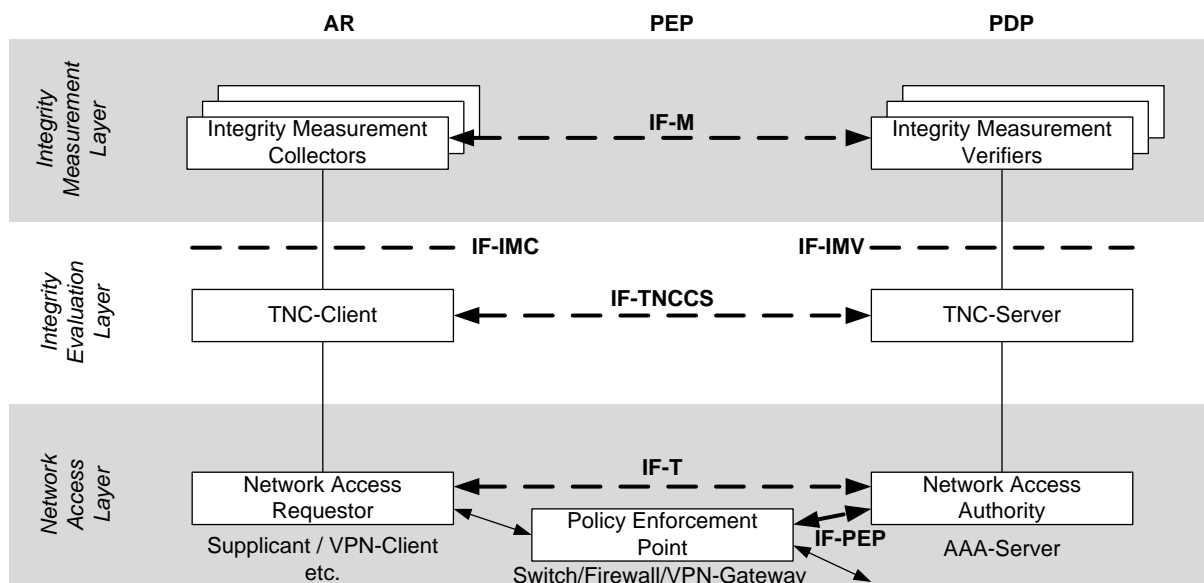 AR
PEP
PDP
Integrity
Measurement
Layer
Integrity Measurement
Collectors
IF-M
Integrity Measurement
Verifiers
IF-IMC
IF-IMV
Integrity
Evaluation
Layer
TNC-Client
IF-TNCCS
TNC-Server
Network
Access
Layer
Network Access
Requestor
IF-T
Network Access
Authority
Policy Enforcement
Point
IF-PEP
Supplicant / VPN-Client
etc.
Switch/Firewall/VPN-Gateway
AAA-Server